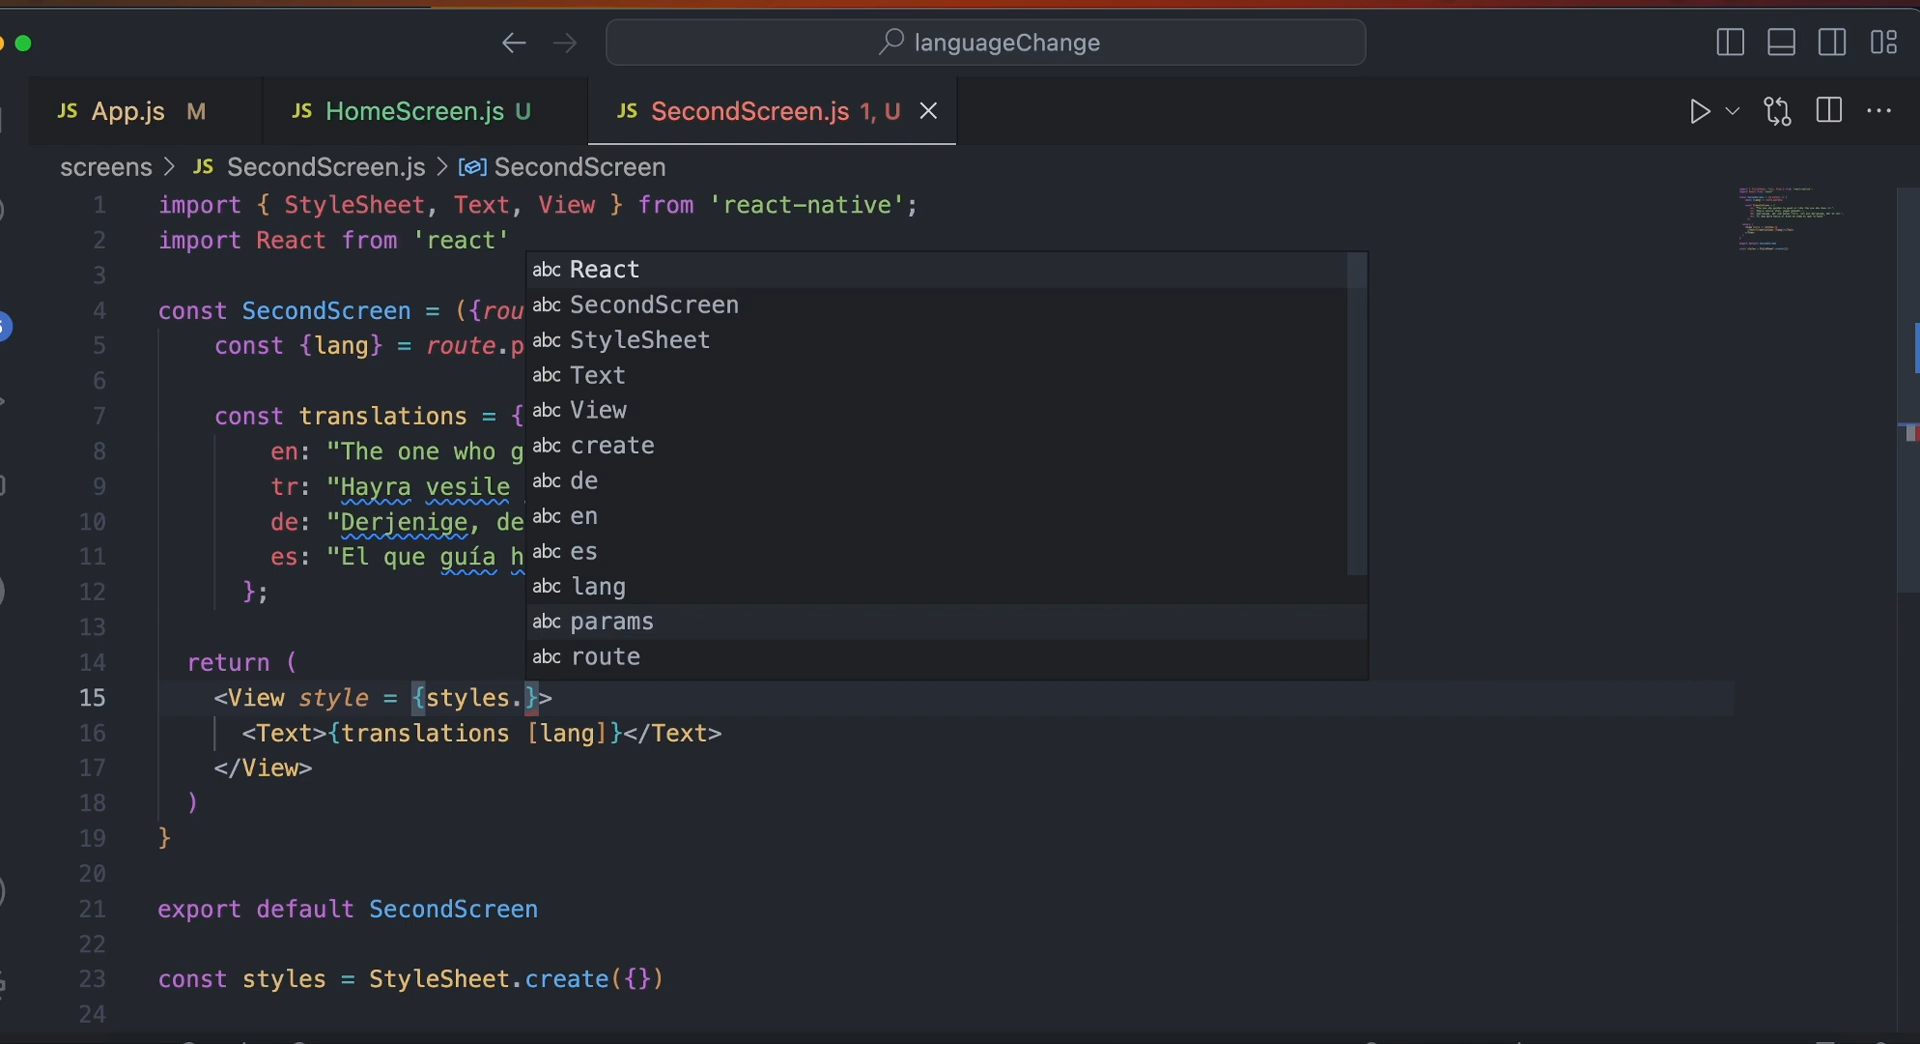 languageChange
JS App.js M JS HomeScreen.js U JS SecondScreen.js 1, U
screens > JS SecondScreen.js > SecondScreen
1 import { StyleSheet, Text, View } from 'react-native';
2 import React from 'react'
3
4 const SecondScreen = ({rou
5 const {lang} = route.p
6
7 const translations = {
8 en: "The one who g
9 tr: "Hayra vesile
10 de: "Derjenige, de
11 es: "El que guía h
12 };
13
14 return (
15 <View style = {styles.}>
16 <Text>{translations [lang]}</Text>
17 </View>
18 )
19 }
20
21 export default SecondScreen
22
23 const styles = StyleSheet.create({})
24
abc React
abc SecondScreen
abc StyleSheet
abc Text
abc View
abc create
abc de
abc en
abc es
abc lang
abc params
abc route